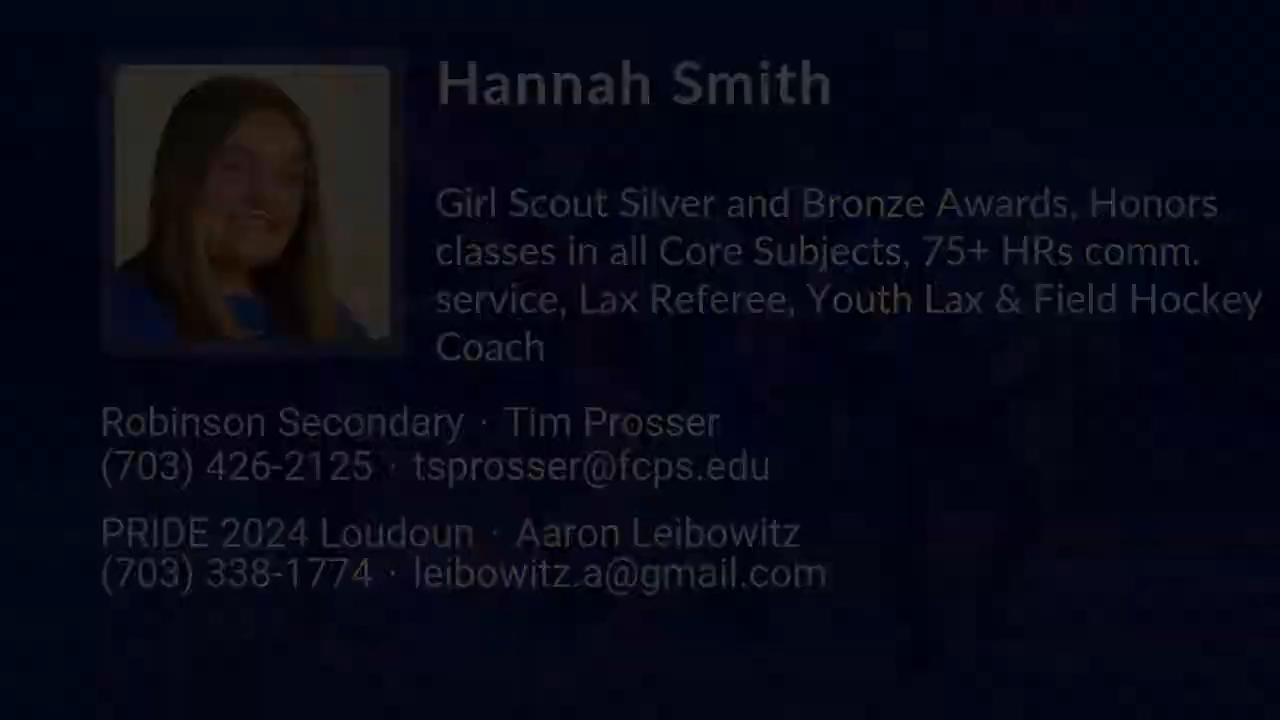 Hannah Smith
Girl Scout Silver and Bronze Awards, Honors
classes in all Core Subjects, 75+ HRs comm.
service, Lax Referee, Youth Lax & Field Hockey
Coach
Robinson Secondary · Tim Prosser
(703) 426-2125 · tsprosser@fcps.edu
PRIDE 2024 Loudoun · Aaron Leibowitz
(703) 338-1774 · leibowitz.a@gmail.com